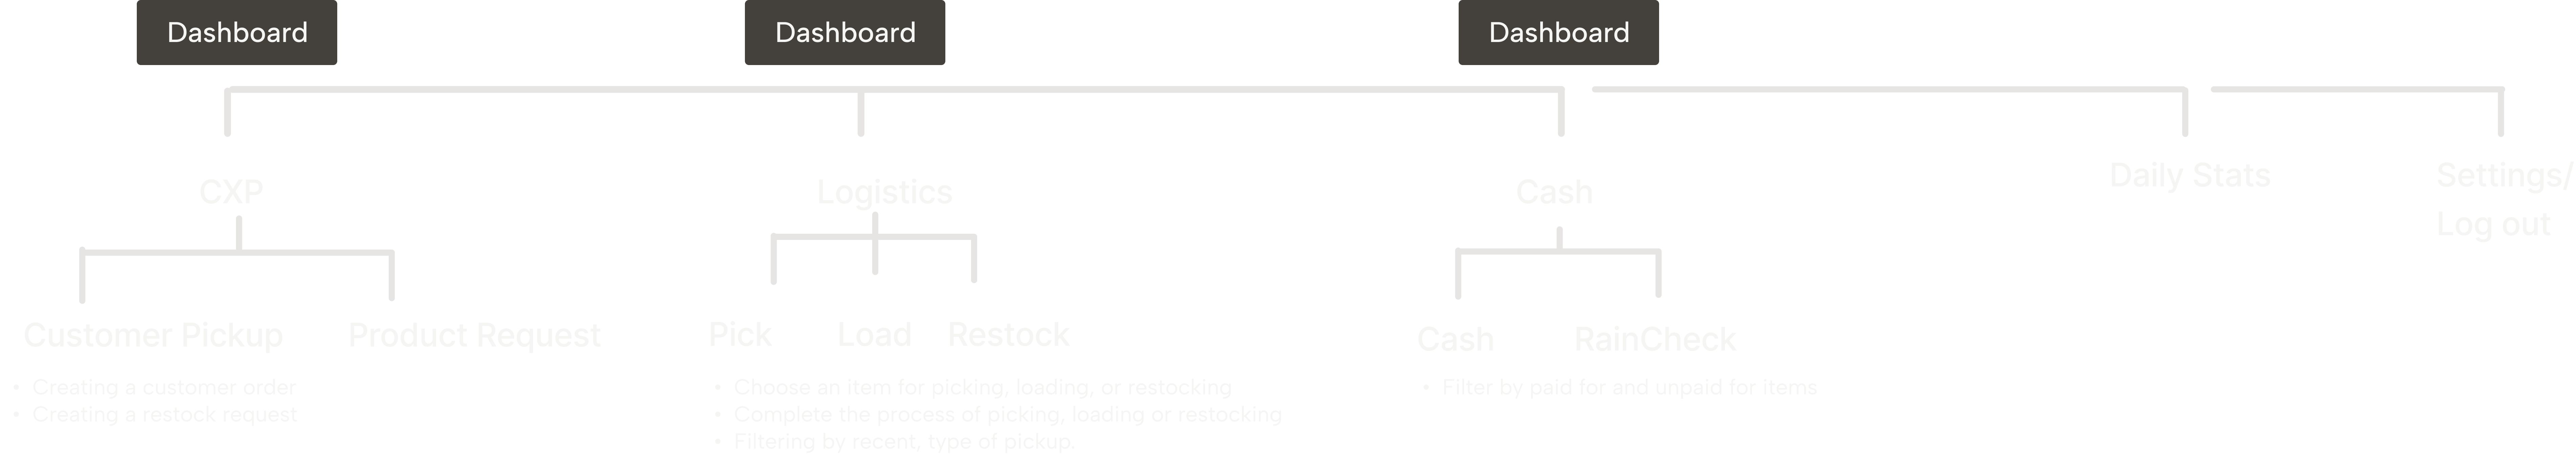 Dashboard
Dashboard
Dashboard
CXP
Logistics
Cash
Daily Stats
Settings/
Log out
Customer Pickup
Product Request
Pick
Load
Restock
Cash
RainCheck
• Creating a customer order
• Creating a restock request
• Choose an item for picking, loading, or restocking
• Complete the process of picking, loading or restocking
• Filtering by recent, type of pickup.
• Filter by paid for and unpaid for items